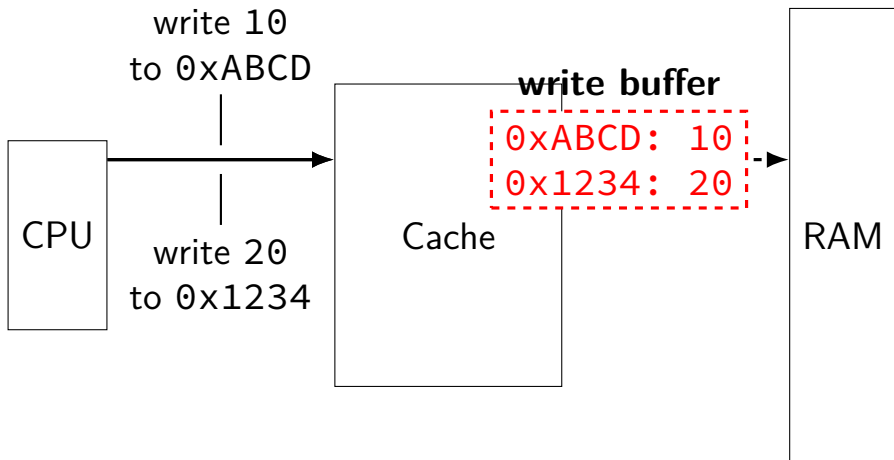 write 10
to 0xABCD
write buffer
0xABCD: 10
0x1234: 20
CPU
Cache
RAM
write 20
to 0x1234